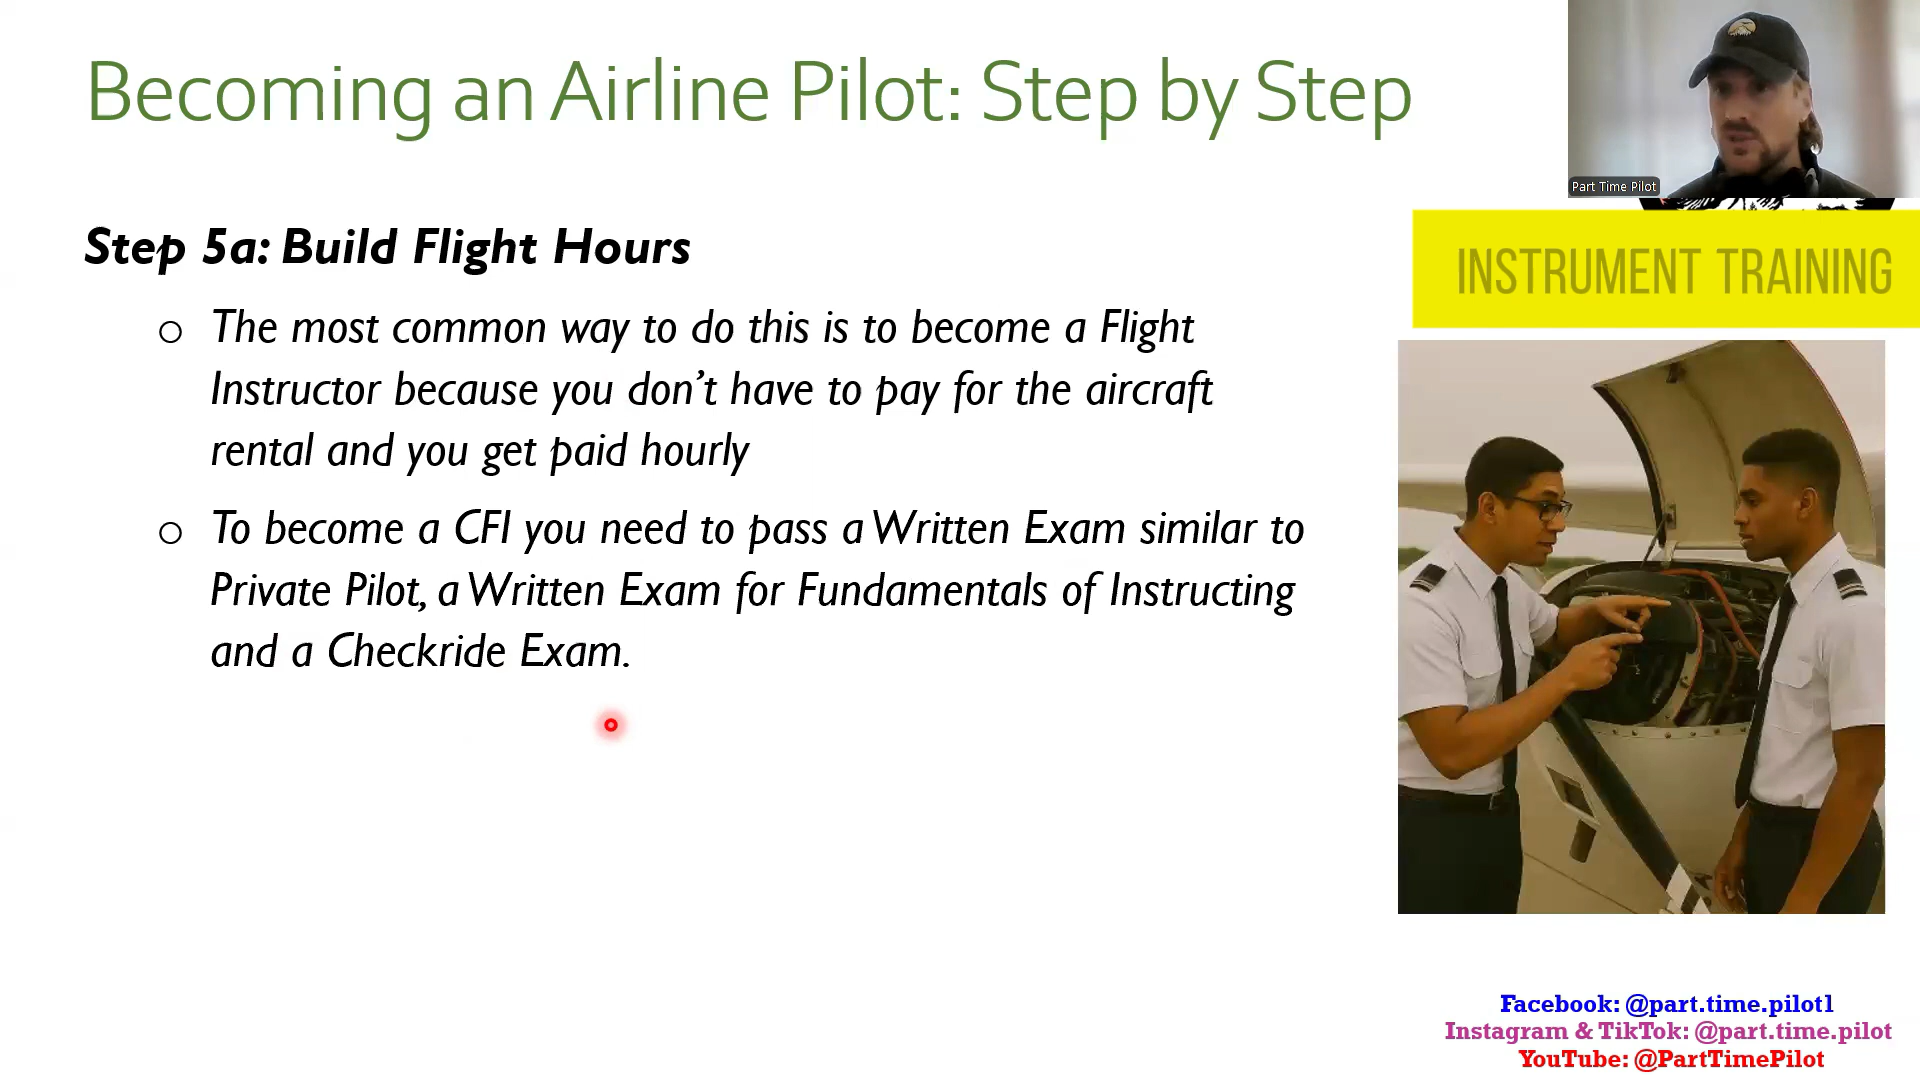 Becoming an Airline Pilot: Step by Step
Part Time Pilot
INSTRUMENT TRAINING
Step 5a: Build Flight Hours
The most common way to do this is to become a Flight
Instructor because you don’t have to pay for the aircraft
rental and you get paid hourly
To become a CFI you need to pass a Written Exam similar to
Private Pilot, a Written Exam for Fundamentals of Instructing
and a Checkride Exam.
Facebook: @part.time.pilot1
Instagram & TikTok: @part.time.pilot
YouTube: @PartTimePilot